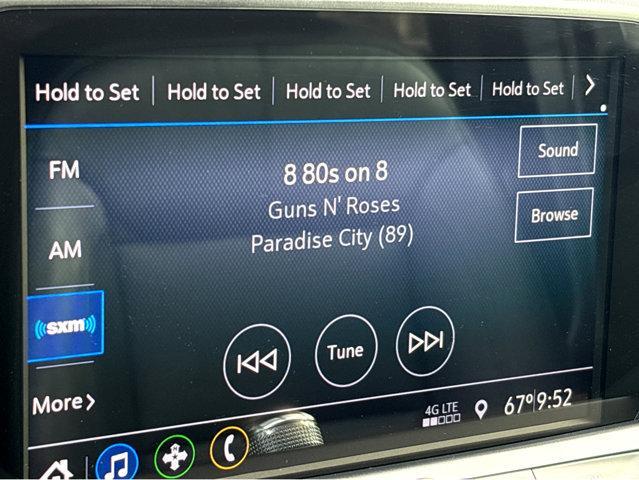 Hold to Set Hold to Set Hold to Set Hold to Set Hold to Set
FM
8 80s on 8
Sound
Guns N' Roses
Browse
Paradise City (89)
AM
sxm
Tune
More
4G LTE
67° 9:52